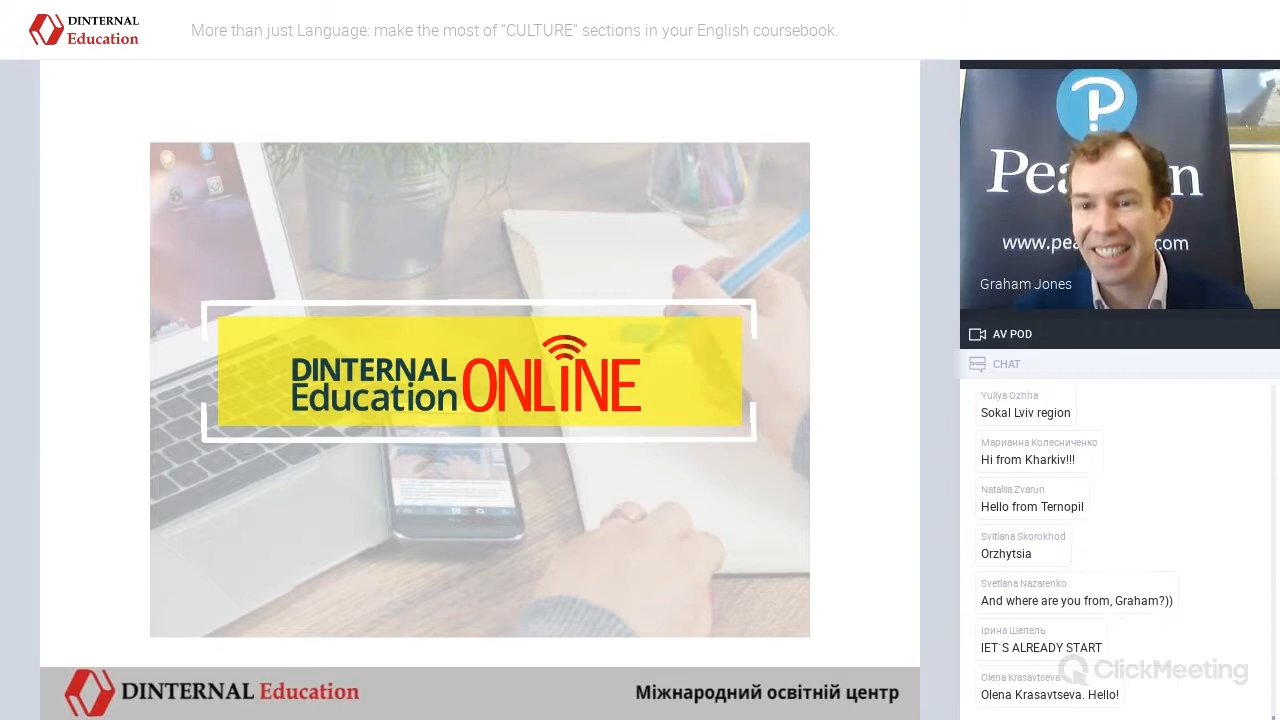 DINTERNAL
Education
More than just Language: make the most of "CULTURE" sections in your English coursebook.
DINTERNAL
Education
ONLINE
DINTERNAL Education
Міжнародний освітній центр
Pearson
www.pe
.com
Graham Jones
AV POD
CHAT
Yuliya Ozhha
Sokal Lviv region
Марианна Колесниченко
Hi from Kharkiv!!!
Nataliia Zvarun
Hello from Ternopil
Svitlana Skorokhod
Orzhytsia
Svetlana Nazarenko
And where are you from, Graham?))
Ірина Шепель
lET`S ALREADY START
Olena Krasavtseva
Olena Krasavtseva. Hello!
ClickMeeting